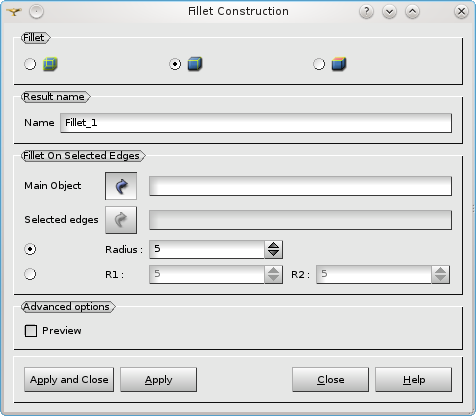 Fillet Construction
Fillet
Result name
Name Fillet_1
Fillet On Selected Edges
Main Object
Selected edges
Radius : 5
R1 : 5 R2 : 5
Advanced options
Preview
Apply and Close Apply Close Help